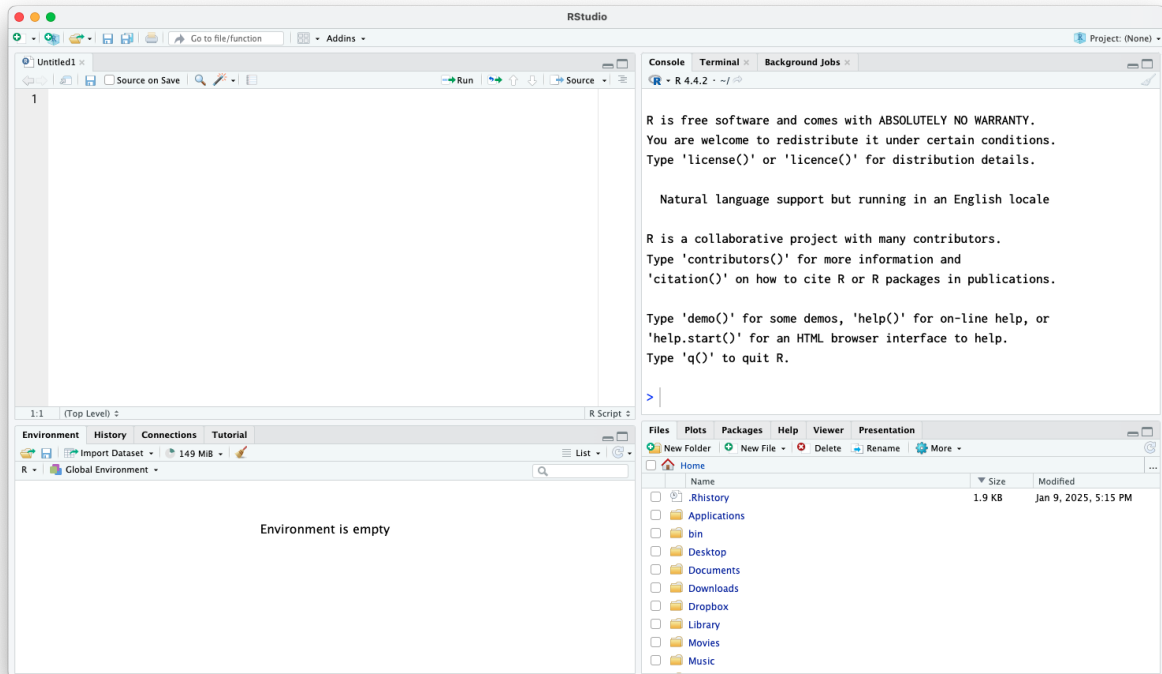 RStudio
Go to file/function
Addins
Project: (None)
Untitled1
Source on Save
Run
Source
1
1:1 (Top Level)
R Script
Console Terminal Background Jobs
R 4.4.2 · ~/
R is free software and comes with ABSOLUTELY NO WARRANTY.
You are welcome to redistribute it under certain conditions.
Type 'license()' or 'licence()' for distribution details.
Natural language support but running in an English locale
R is a collaborative project with many contributors.
Type 'contributors()' for more information and
'citation()' on how to cite R or R packages in publications.
Type 'demo()' for some demos, 'help()' for on-line help, or
'help.start()' for an HTML browser interface to help.
Type 'q()' to quit R.
>
Environment History Connections Tutorial
Import Dataset 149 MiB List
R Global Environment
Environment is empty
Files Plots Packages Help Viewer Presentation
New Folder New File Delete Rename More
Home ...
Name Size Modified
.Rhistory 1.9 KB Jan 9, 2025, 5:15 PM
Applications
bin
Desktop
Documents
Downloads
Dropbox
Library
Movies
Music